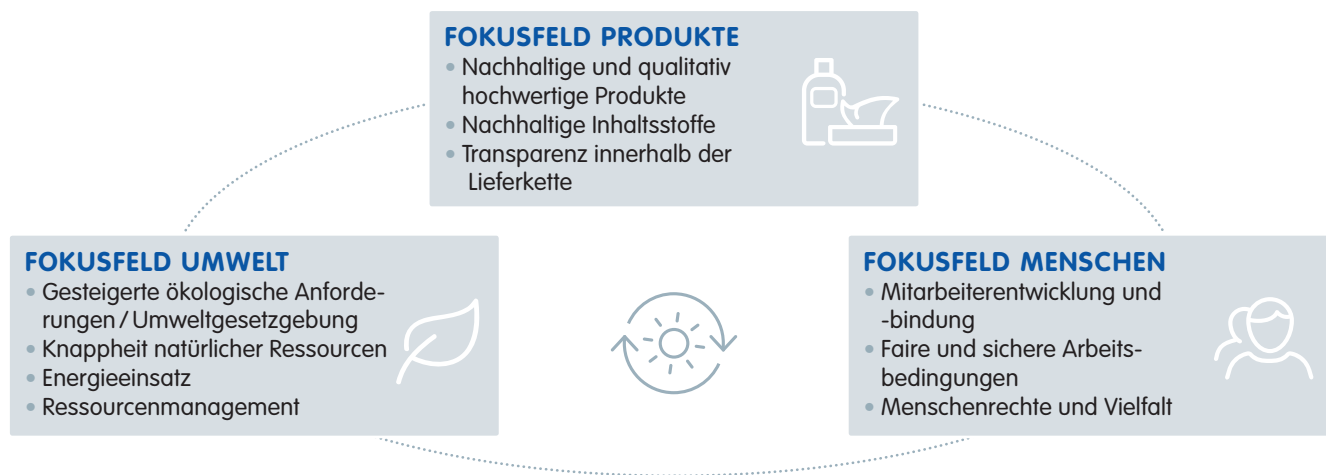 FOKUSFELD PRODUKTE
• Nachhaltige und qualitativ
hochwertige Produkte
• Nachhaltige Inhaltsstoffe
• Transparenz innerhalb der
Lieferkette
FOKUSFELD UMWELT
• Gesteigerte ökologische Anforde-
rungen / Umweltgesetzgebung
• Knappheit natürlicher Ressourcen
• Energieeinsatz
• Ressourcenmanagement
FOKUSFELD MENSCHEN
• Mitarbeiterentwicklung und
-bindung
• Faire und sichere Arbeits-
bedingungen
• Menschenrechte und Vielfalt